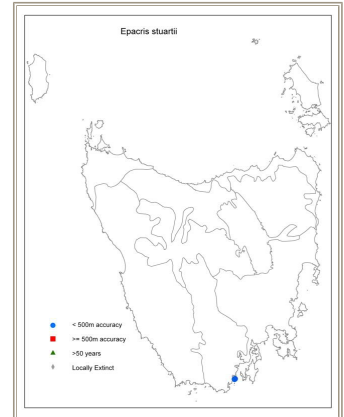 Epacris stuartii
< 500m accuracy
>= 500m accuracy
>50 years
Locally Extinct